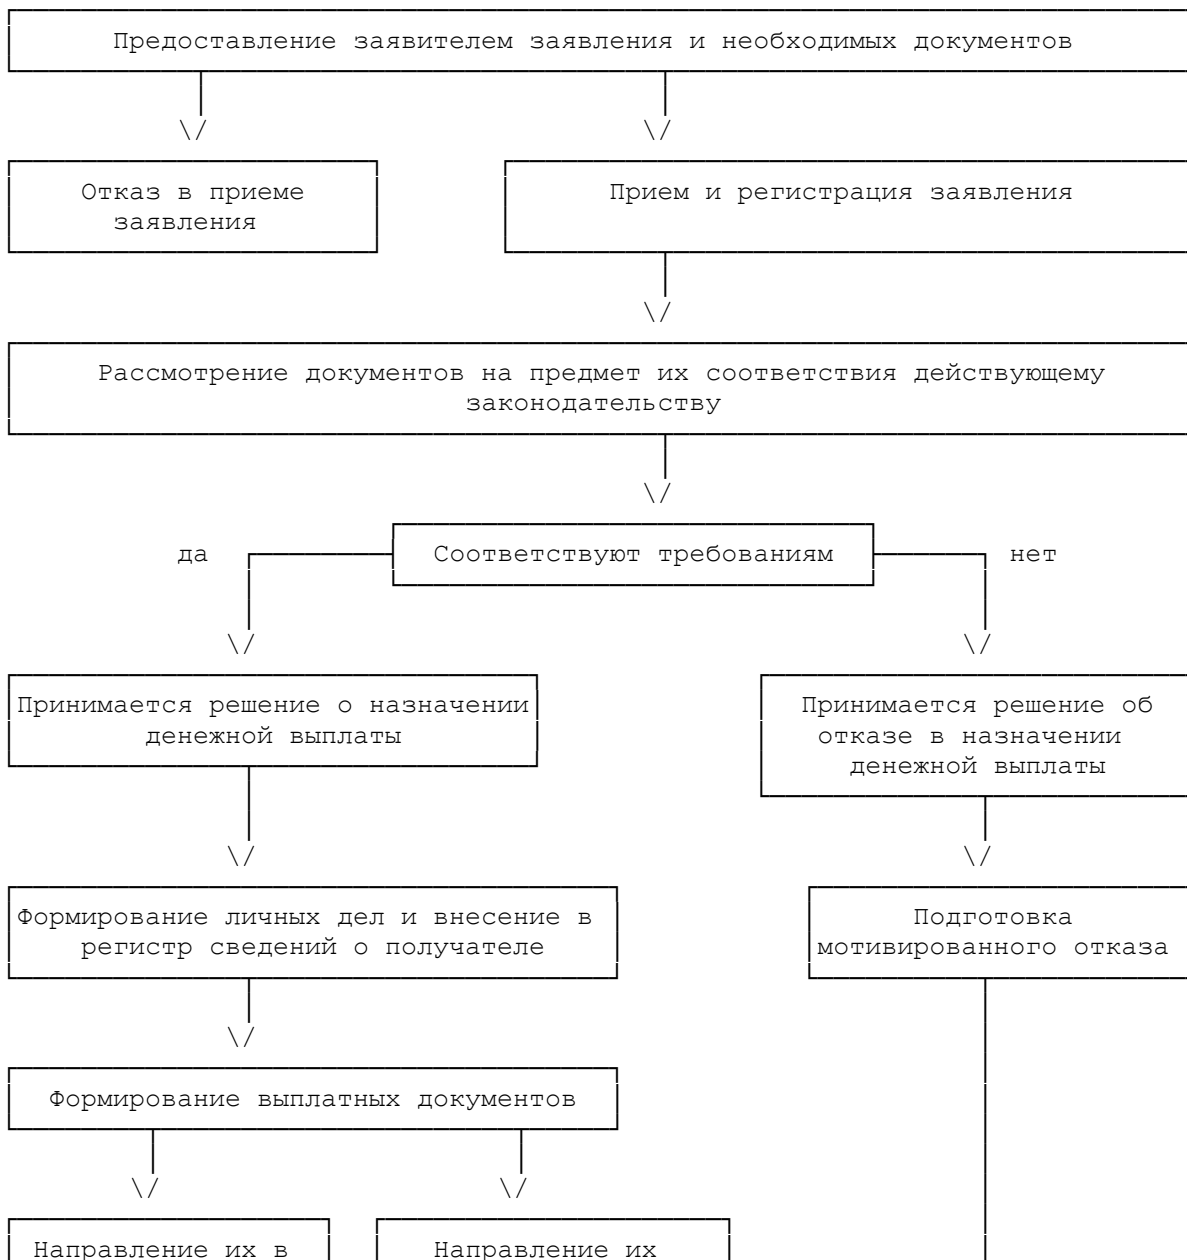 Предоставление заявителем заявления и необходимых документов
\/ \/
Отказ в приеме
заявления
Прием и регистрация заявления
\/
Рассмотрение документов на предмет их соответствия действующему
законодательству
\/
да
Соответствуют требованиям
нет
\/ \/
Принимается решение о назначении
денежной выплаты
Принимается решение об
отказе в назначении
денежной выплаты
\/ \/
Формирование личных дел и внесение в
регистр сведений о получателе
Подготовка
мотивированного отказа
\/
Формирование выплатных документов
\/ \/
Направление их в
Направление их